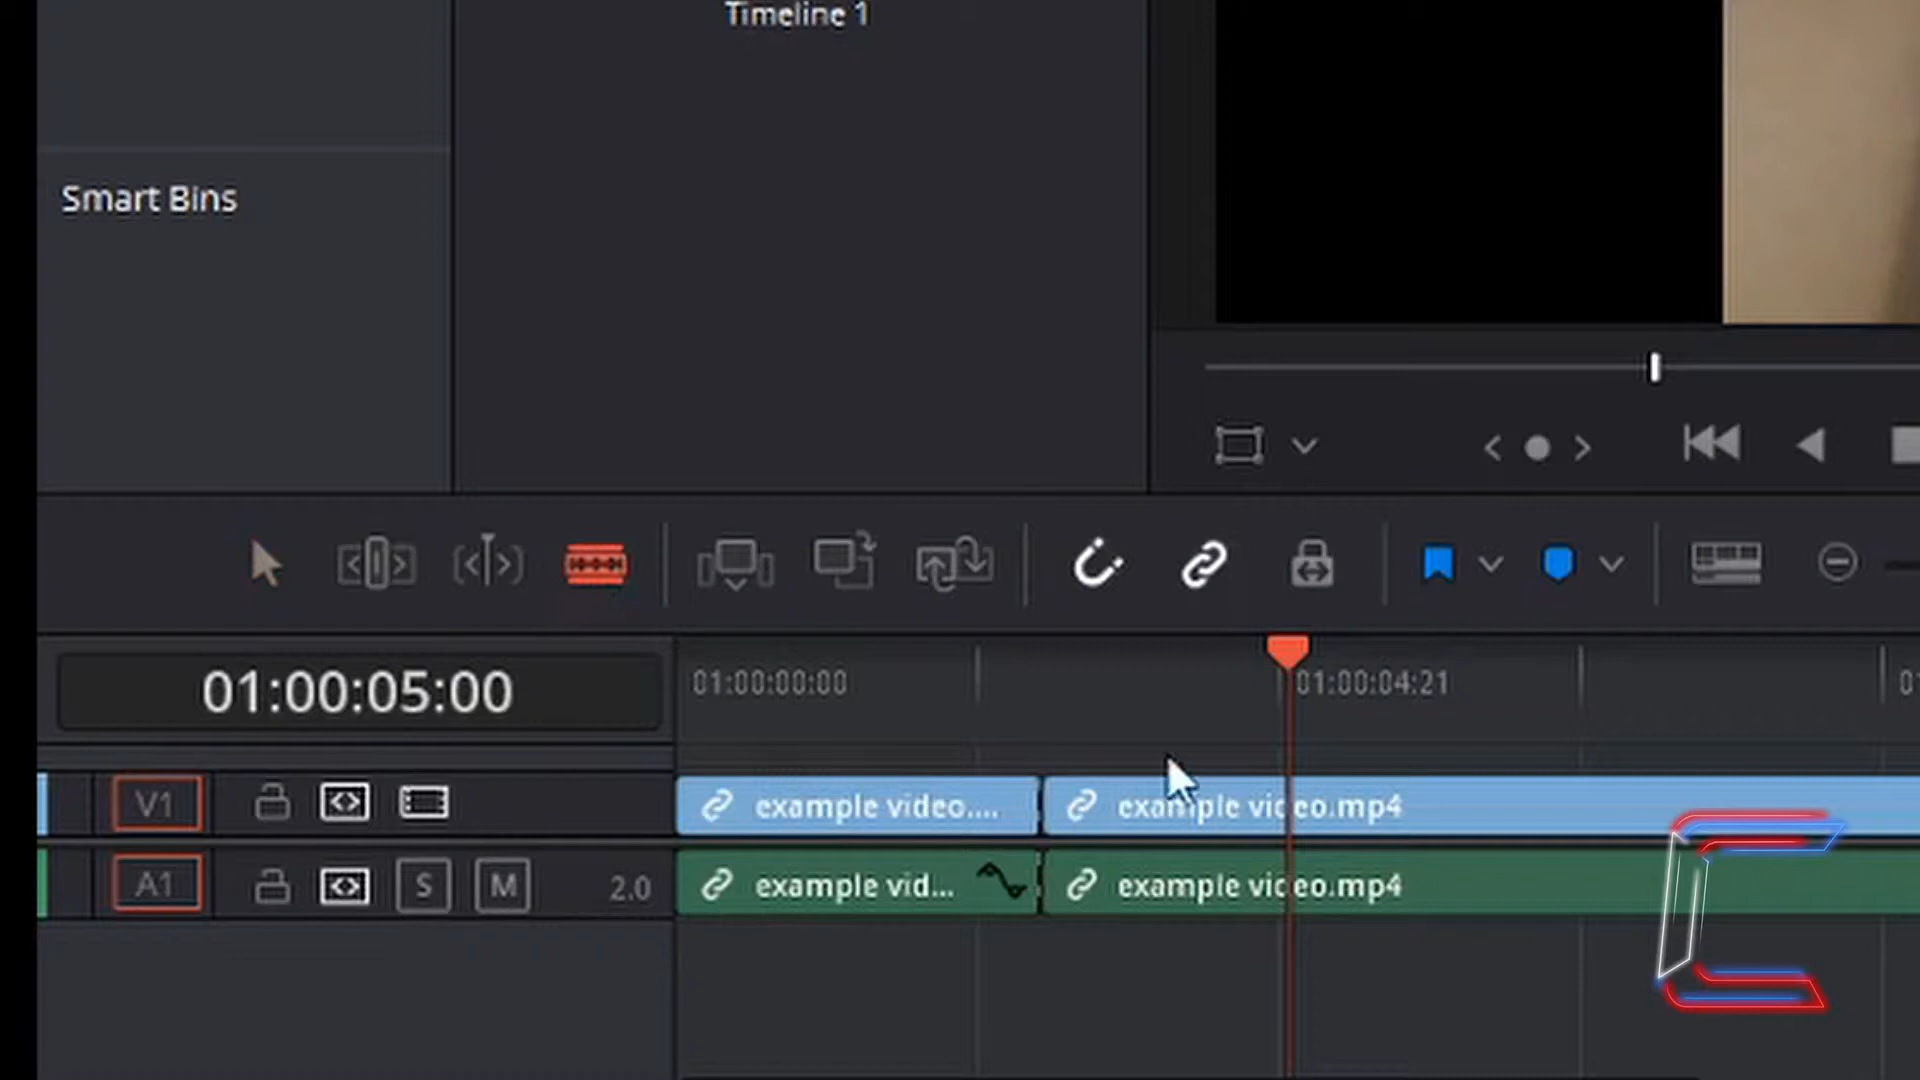 Timeline 1
Smart Bins
01:00:05:00
01:00:00:00
01:00:04:21
V1
example video....
example video.mp4
A1
S
M
2.0
example vid...
example video.mp4